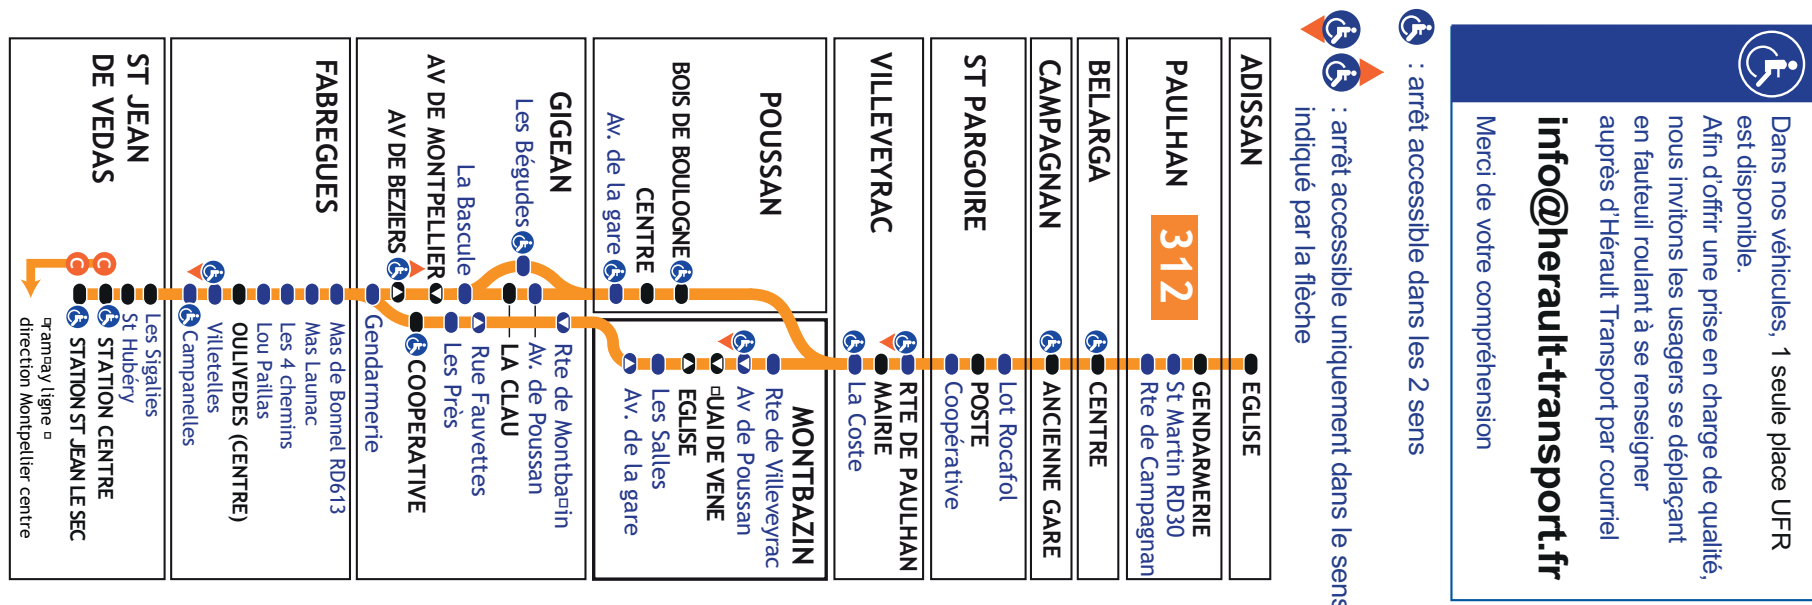 Dans nos véhicules, 1 seule place UFR
est disponible.
Afin d'offrir une prise en charge de qualité,
nous invitons les usagers se déplaçant
en fauteuil roulant à se renseigner
auprès d'Hérault Transport par courriel
info@herault-transport.fr
Merci de votre compréhension
: arrêt accessible dans les 2 sens
: arrêt accessible uniquement dans le sens
indiqué par la flèche
ADISSAN
EGLISE
PAULHAN
312
GENDARMERIE
St Martin RD30
Rte de Campagnan
BELARGA
CENTRE
CAMPAGNAN
ANCIENNE GARE
ST PARGOIRE
Lot Rocafol
POSTE
Coopérative
VILLEVEYRAC
RTE DE PAULHAN
MAIRIE
La Coste
POUSSAN
BOIS DE BOULOGNE
CENTRE
Av. de la gare
MONTBAZIN
Rte de Villeveyrac
Av de Poussan
▫UAI DE VENE
EGLISE
Les Salles
Av. de la gare
GIGEAN
Les Bégudes
La Bascule
AV DE MONTPELLIER
AV DE BEZIERS
Rte de Montba▫in
Av. de Poussan
LA CLAU
Rue Fauvettes
Les Près
COOPERATIVE
Gendarmerie
FABREGUES
Mas de Bonnel RD613
Mas Launac
Les 4 chemins
Lou Paillas
OULIVEDES (CENTRE)
Villetelles
Campanelles
ST JEAN
DE VEDAS
Les Sigalies
St Hubéry
STATION CENTRE
STATION ST JEAN LE SEC
C
C
▫ram▫ay ligne ▫
direction Montpellier centre